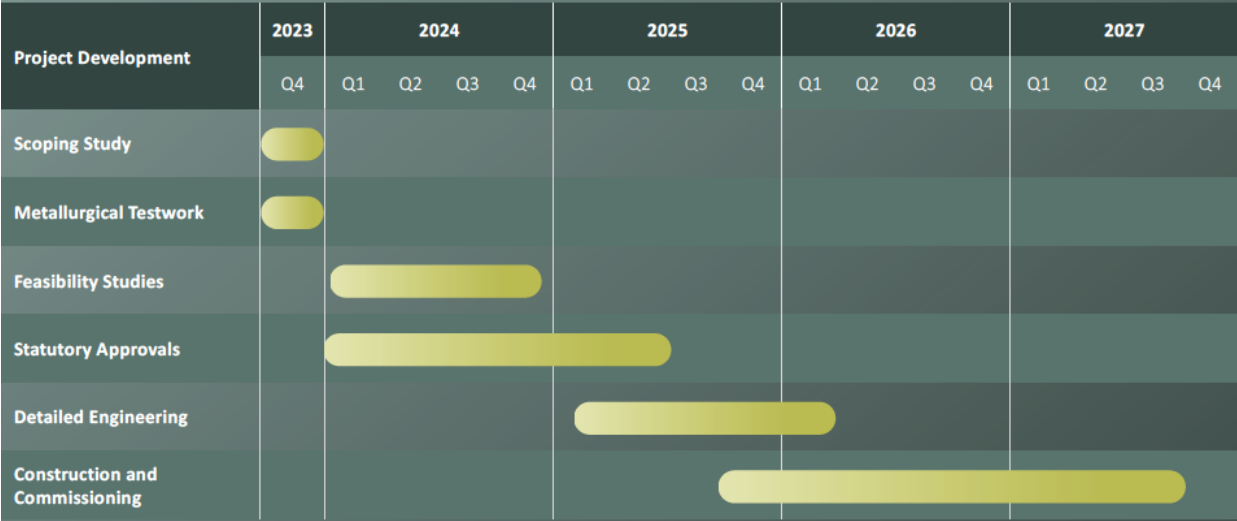 Project Development
2023 2024 2025 2026 2027
Q4 Q1 Q2 Q3 Q4 Q1 Q2 Q3 Q4 Q1 Q2 Q3 Q4 Q1 Q2 Q3 Q4
Scoping Study
Metallurgical Testwork
Feasibility Studies
Statutory Approvals
Detailed Engineering
Construction and
Commissioning